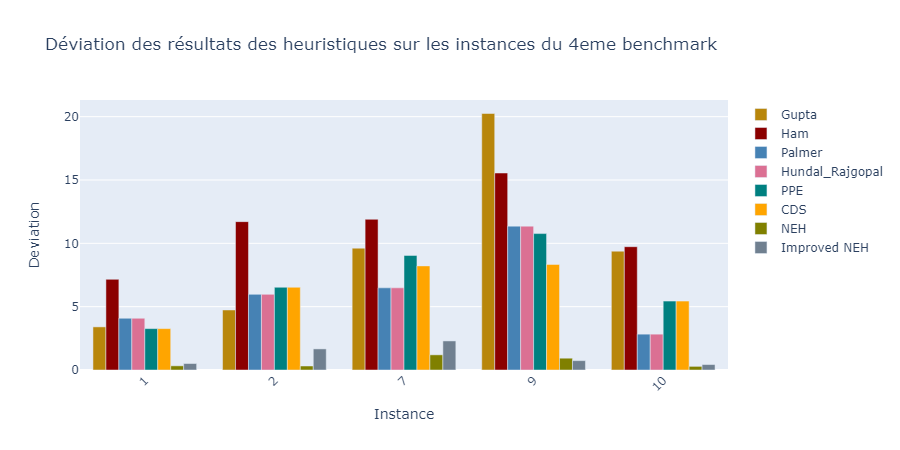 Déviation des résultats des heuristiques sur les instances du 4eme benchmark
20
15
10
5
0
Deviation
1
2
7
9
10
Instance
Gupta
Ham
Palmer
Hundal_Rajgopal
PPE
CDS
NEH
Improved NEH